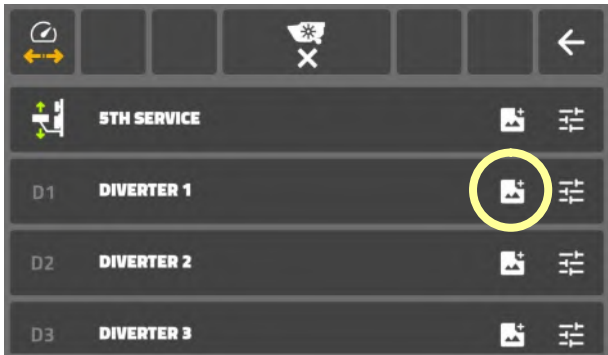 5TH SERVICE
D1 DIVERTER 1
D2 DIVERTER 2
D3 DIVERTER 3